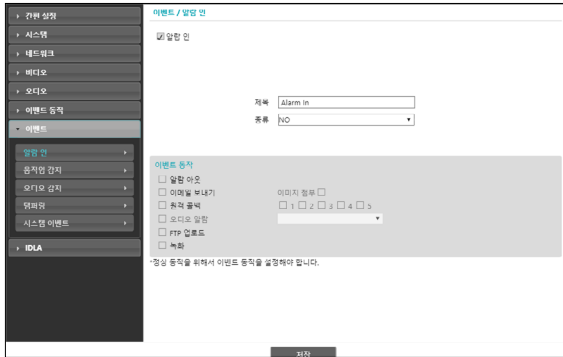 간편 설정
시스템
네트워크
비디오
오디오
이벤트 동작
이벤트
알람 인
움직임 감지
오디오 감지
탬퍼링
시스템 이벤트
IDLA
이벤트 / 알람 인
알람 인
제목 Alarm In
종류 NO
이벤트 동작
알람 아웃
이메일 보내기 이미지 첨부
원격 콜백 1 2 3 4 5
오디오 알람
FTP 업로드
녹화
*정상 동작을 위해서 이벤트 동작을 설정해야 합니다.
저장